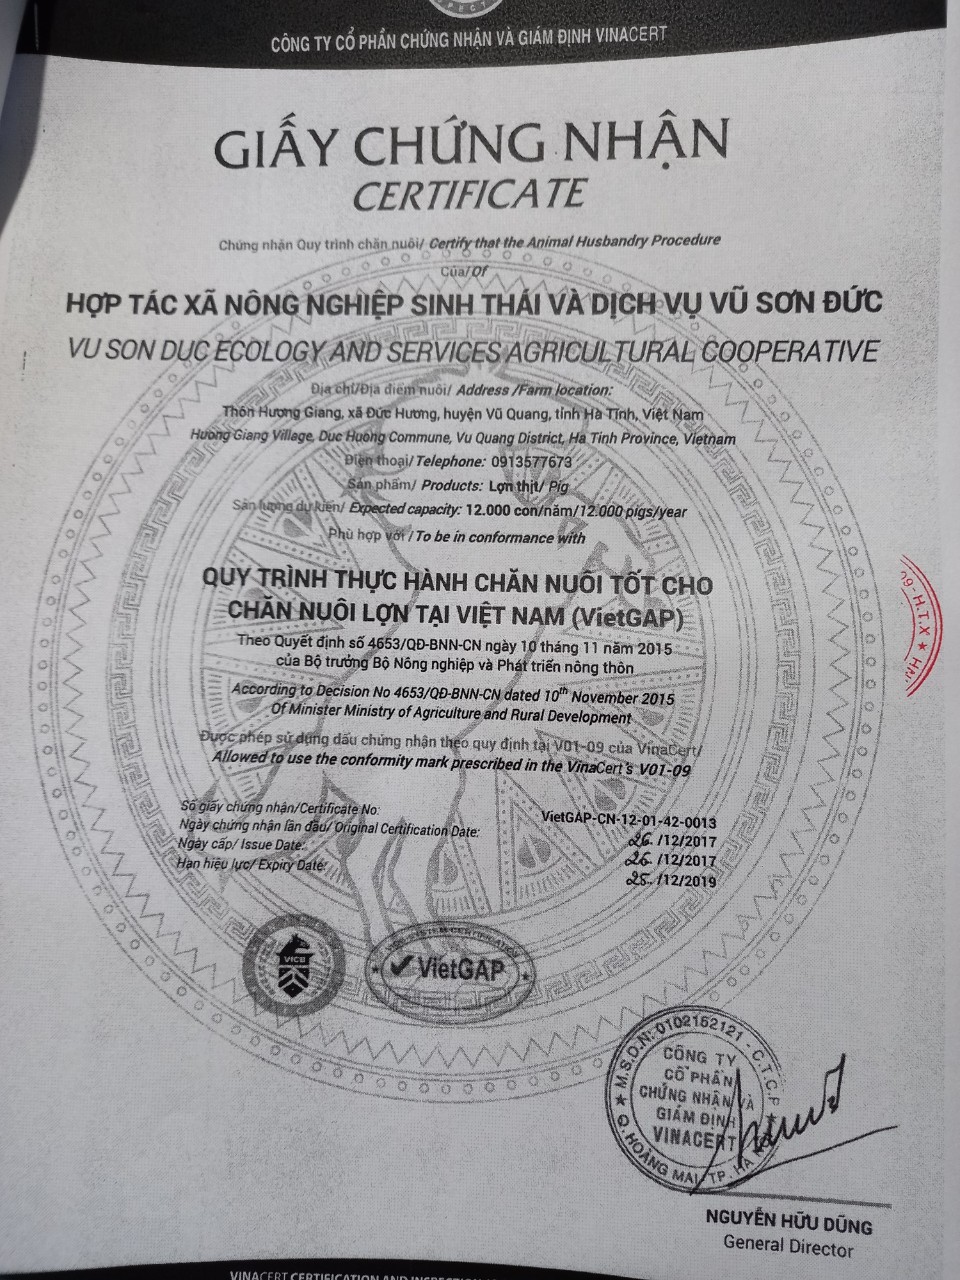 CÔNG TY CỔ PHẦN CHỨNG NHẬN VÀ GIÁM ĐỊNH VINACERT
GIẤY CHỨNG NHẬN
CERTIFICATE
Chứng nhận Quy trình chăn nuôi/ Certify that the Animal Husbandry Procedure
Của/Of
HỢP TÁC XÃ NÔNG NGHIỆP SINH THÁI VÀ DỊCH VỤ VŨ SƠN ĐỨC
VU SON DUC ECOLOGY AND SERVICES AGRICULTURAL COOPERATIVE
Địa chỉ/Địa điểm nuôi/ Address /Farm location:
Thôn Hương Giang, xã Đức Hương, huyện Vũ Quang, tỉnh Hà Tĩnh, Việt Nam
Huong Giang Village, Duc Huong Commune, Vu Quang District, Ha Tinh Province, Vietnam
Điện thoại/ Telephone: 0913577673
Sản phẩm/ Products: Lợn thịt/ Pig
Sản lượng dự kiến/ Expected capacity: 12.000 con/năm/12.000 pigs/year
Phù hợp với / To be in conformance with
QUY TRÌNH THỰC HÀNH CHĂN NUÔI TỐT CHO
CHĂN NUÔI LỢN TẠI VIỆT NAM (VietGAP)
Theo Quyết định số 4653/QĐ-BNN-CN ngày 10 tháng 11 năm 2015
của Bộ trưởng Bộ Nông nghiệp và Phát triển nông thôn
According to Decision No 4653/QĐ-BNN-CN dated 10th November 2015
Of Minister Ministry of Agriculture and Rural Development
Được phép sử dụng dấu chứng nhận theo quy định tại V01-09 của VinaCert/
Allowed to use the conformity mark prescribed in the VinaCert's V01-09
Số giấy chứng nhận/Certificate No: VietGAP-CN-12-01-42-0013
Ngày chứng nhận lần đầu/ Original Certification Date: 26/12/2017
Ngày cấp/ Issue Date: 26/12/2017
Hạn hiệu lực/ Expiry Date: 25/12/2019
VICB
SYSTEM CERTIFICATION
VietGAP
H.T.X
M.S.D.N: 0102152121 - C.T.C.P
CÔNG TY
CỔ PHẦN
CHỨNG NHẬN VÀ
GIÁM ĐỊNH
VINACERT
Q.HOÀNG MAI, TP. HÀ NỘI
NGUYỄN HỮU DŨNG
General Director
VINACERT CERTIFICATION AND